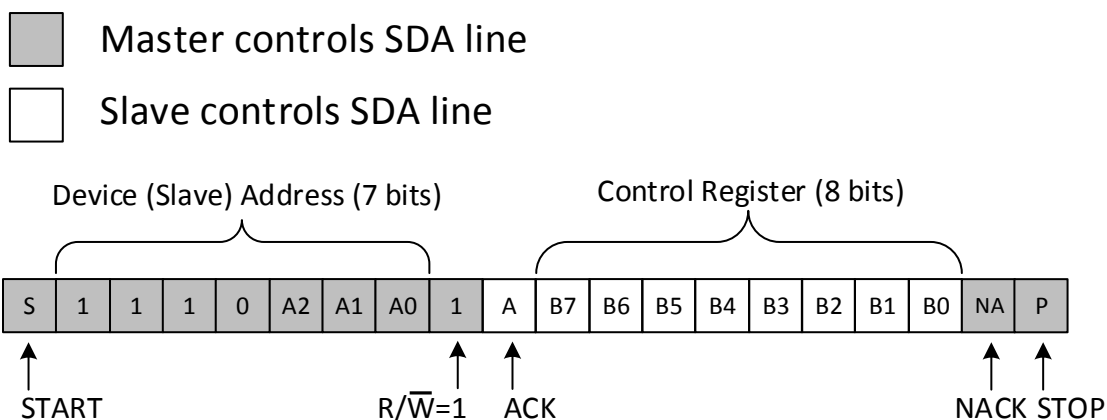 Master controls SDA line
Slave controls SDA line
Device (Slave) Address (7 bits) Control Register (8 bits)
S 1 1 1 0 A2 A1 A0 1 A B7 B6 B5 B4 B3 B2 B1 B0 NA P
START R/W̅=1 ACK NACK STOP